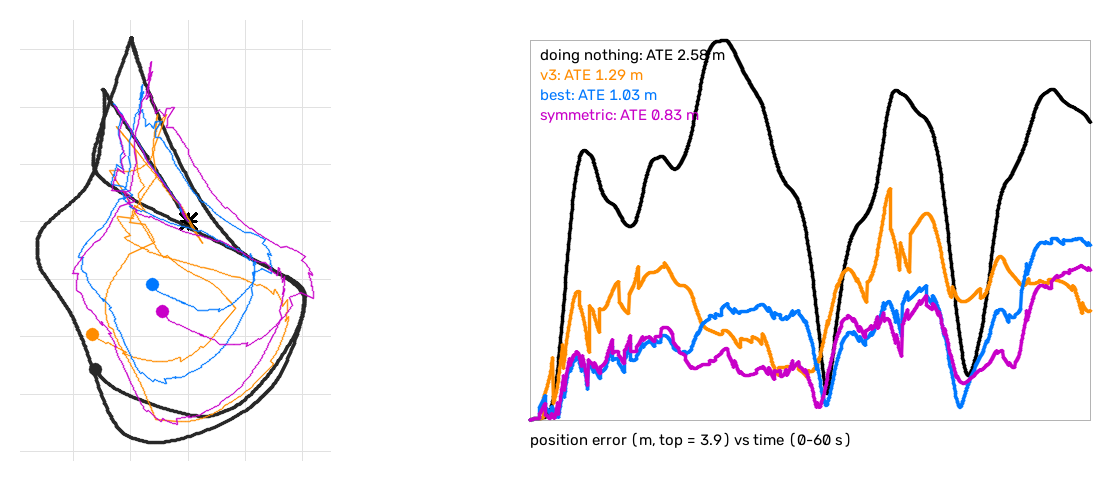 doing nothing: ATE 2.58 m
v3: ATE 1.29 m
best: ATE 1.03 m
symmetric: ATE 0.83 m
position error (m, top = 3.9) vs time (0-60 s)